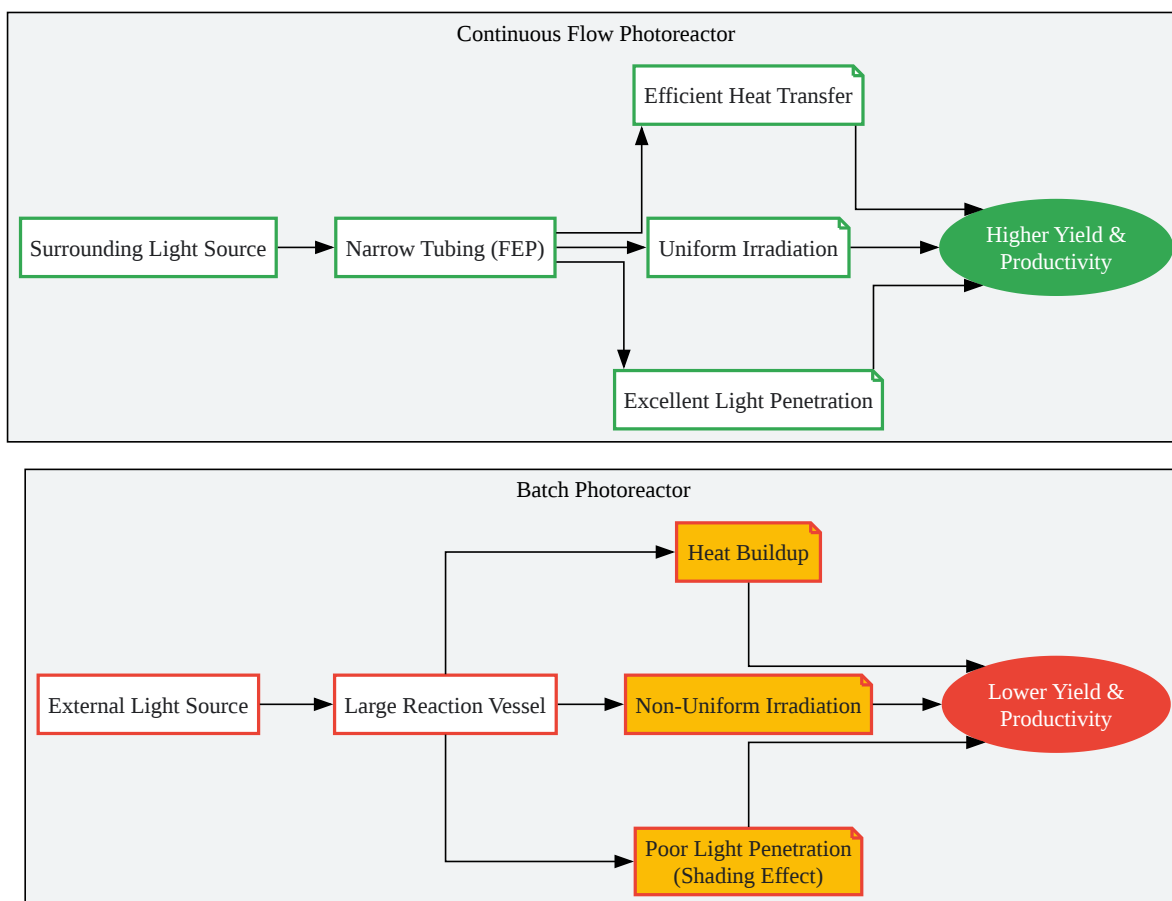 Continuous Flow Photoreactor
Efficient Heat Transfer
Surrounding Light Source
Narrow Tubing (FEP)
Uniform Irradiation
Higher Yield &
Productivity
Excellent Light Penetration
Batch Photoreactor
Heat Buildup
External Light Source
Large Reaction Vessel
Non-Uniform Irradiation
Lower Yield &
Productivity
Poor Light Penetration
(Shading Effect)